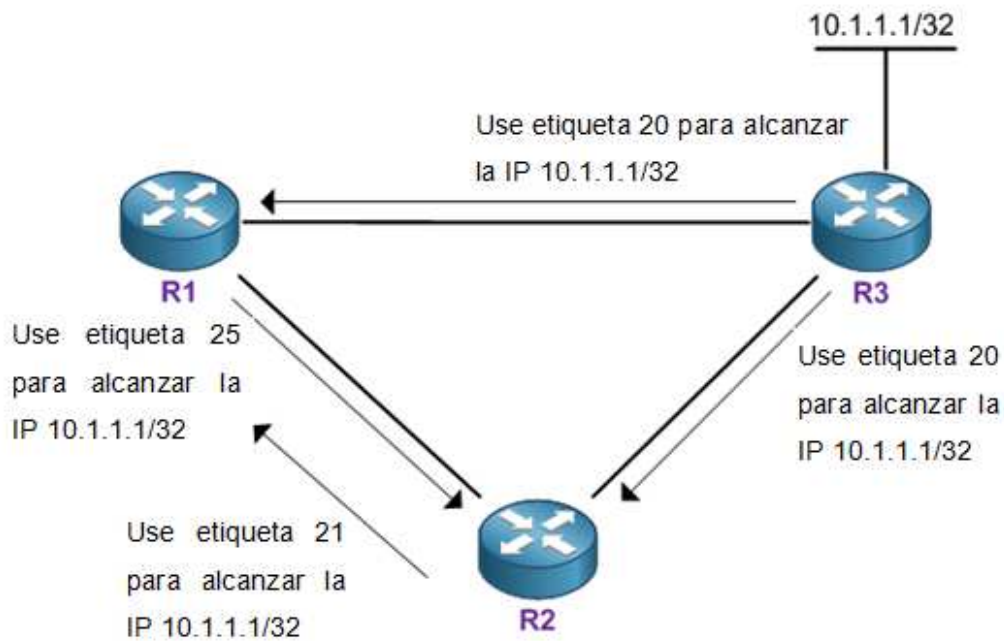 10.1.1.1/32
Use etiqueta 20 para alcanzar
la IP 10.1.1.1/32
R1
R3
Use etiqueta 25
para alcanzar la
IP 10.1.1.1/32
Use etiqueta 20
para alcanzar la
IP 10.1.1.1/32
Use etiqueta 21
para alcanzar la
IP 10.1.1.1/32
R2